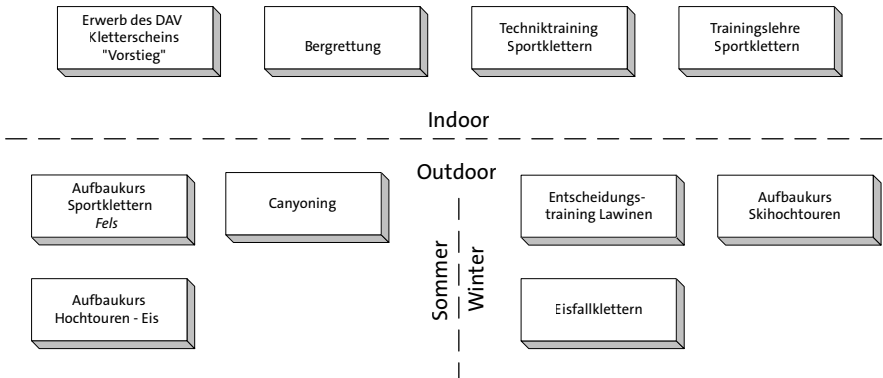 Erwerb des DAV
Kletterscheins
"Vorstieg"
Bergrettung
Techniktraining
Sportklettern
Trainingslehre
Sportklettern
Indoor
Outdoor
Aufbaukurs
Sportklettern
Fels
Canyoning
Entscheidungs-
training Lawinen
Aufbaukurs
Skihochtouren
Sommer
Winter
Aufbaukurs
Hochtouren - Eis
Eisfallklettern